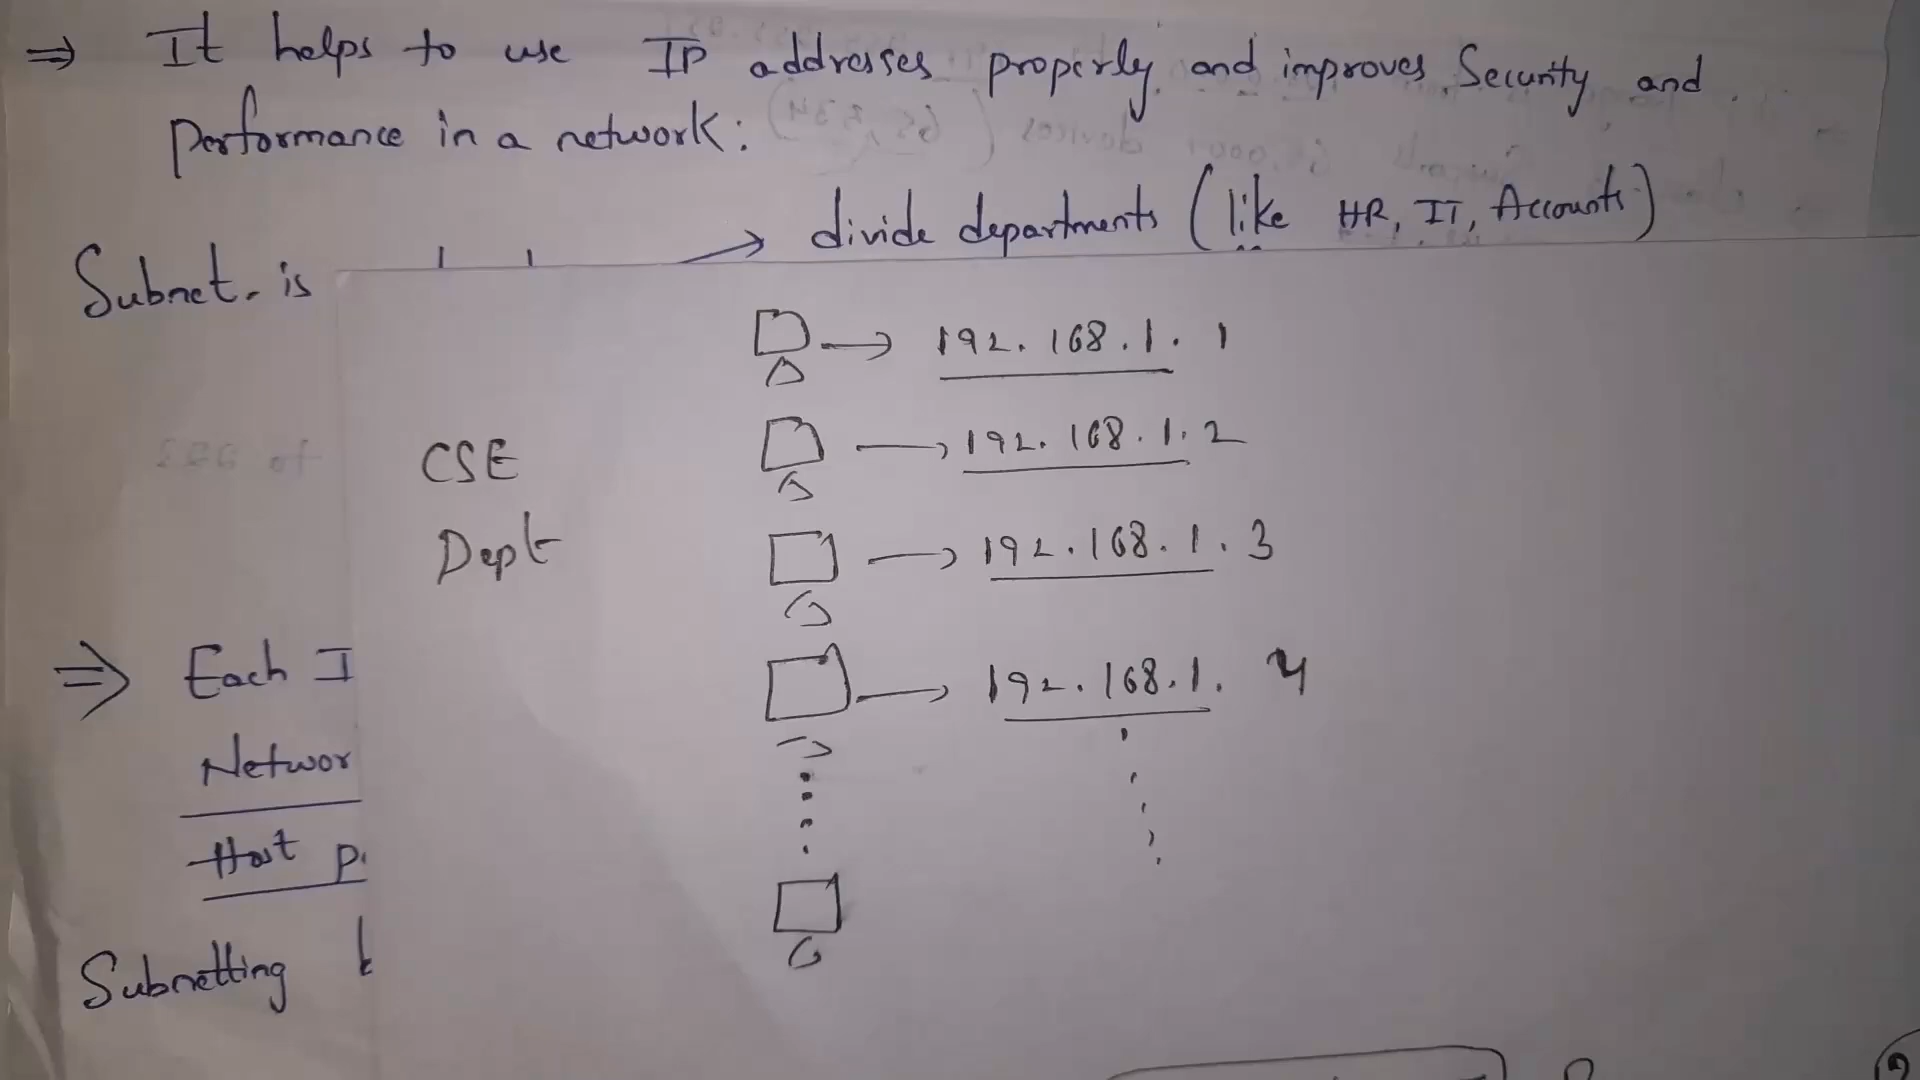 ⇒ It helps to use IP addresses properly and improves Security and
Performance in a network:
→ divide departments (like HR, IT, Accounts)
Subnet is
→ 192.168.1.1
→ 192.168.1.2
CSE
Dept
→ 192.168.1.3
⇒ Each I
→ 192.168.1.4
Networ
Host p
Subnetting